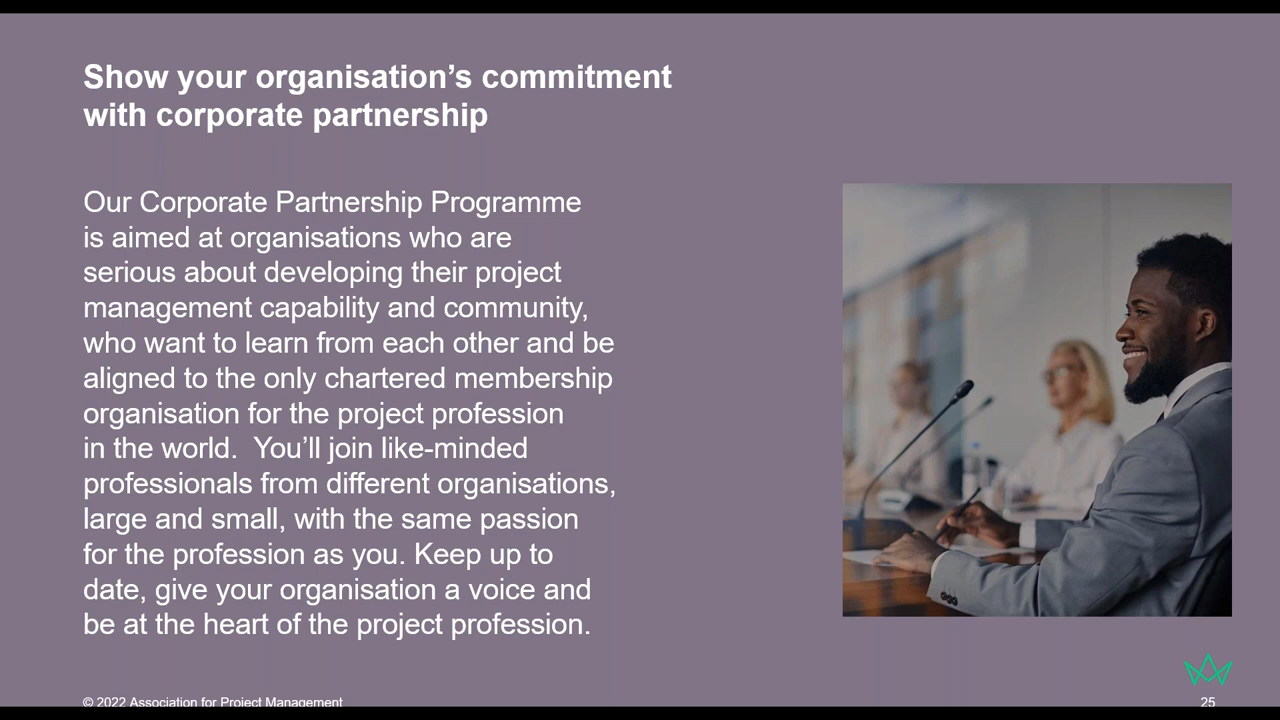 Show your organisation’s commitment
with corporate partnership
Our Corporate Partnership Programme
is aimed at organisations who are
serious about developing their project
management capability and community,
who want to learn from each other and be
aligned to the only chartered membership
organisation for the project profession
in the world.  You’ll join like-minded
professionals from different organisations,
large and small, with the same passion
for the profession as you. Keep up to
date, give your organisation a voice and
be at the heart of the project profession.
© 2022 Association for Project Management
25